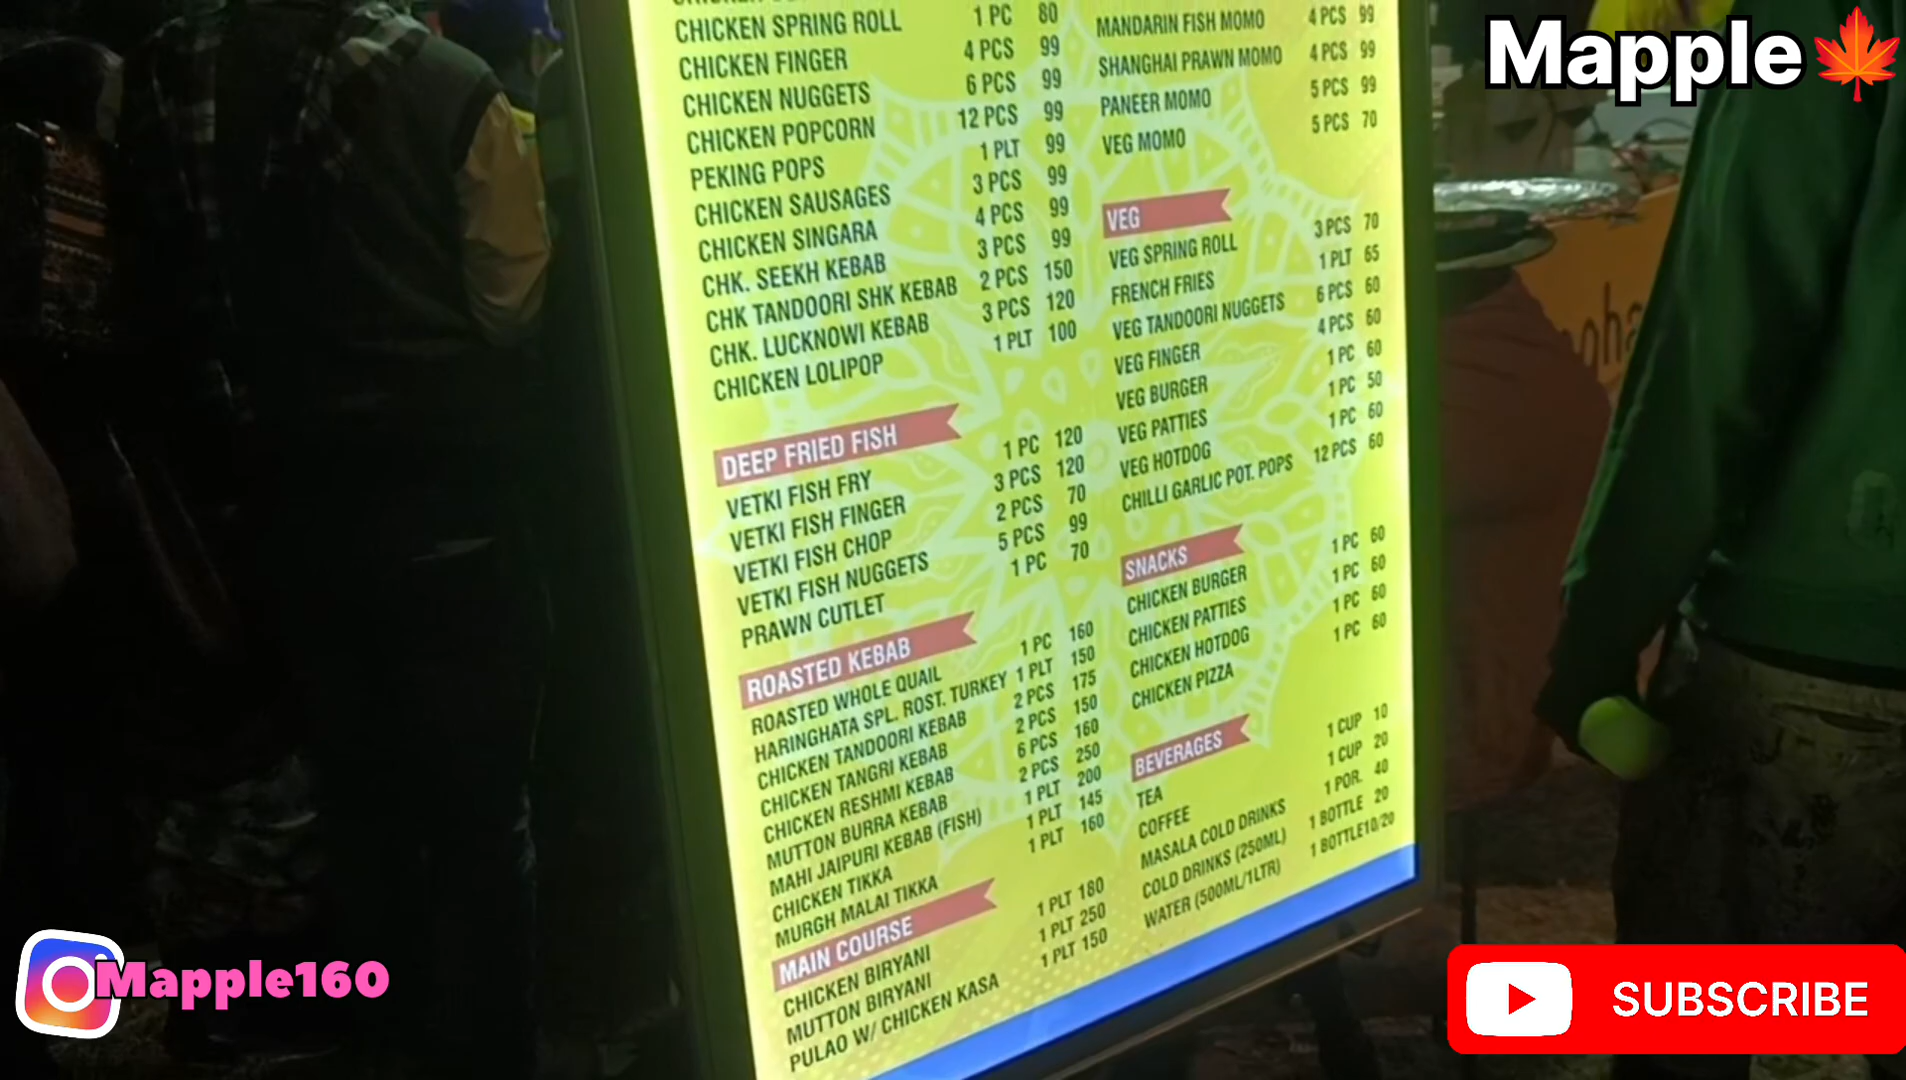 CHICKEN SPRING ROLL 1 PC 80
CHICKEN FINGER 4 PCS 99
CHICKEN NUGGETS 6 PCS 99
CHICKEN POPCORN 12 PCS 99
PEKING POPS 1 PLT 99
CHICKEN SAUSAGES 3 PCS 99
CHICKEN SINGARA 4 PCS 99
CHK. SEEKH KEBAB 3 PCS 99
CHK TANDOORI SHK KEBAB 2 PCS 150
CHK. LUCKNOWI KEBAB 3 PCS 120
CHICKEN LOLIPOP 1 PLT 100
DEEP FRIED FISH
VETKI FISH FRY 1 PC 120
VETKI FISH FINGER 3 PCS 120
VETKI FISH CHOP 2 PCS 70
VETKI FISH NUGGETS 5 PCS 99
PRAWN CUTLET 1 PC 70
ROASTED KEBAB
ROASTED WHOLE QUAIL 1 PC 160
HARINGHATA SPL. ROST. TURKEY 1 PLT 150
CHICKEN TANDOORI KEBAB 2 PCS 175
CHICKEN TANGRI KEBAB 2 PCS 150
CHICKEN RESHMI KEBAB 6 PCS 160
MUTTON BURRA KEBAB 2 PCS 250
MAHI JAIPURI KEBAB (FISH) 1 PLT 200
CHICKEN TIKKA 1 PLT 145
MURGH MALAI TIKKA 1 PLT 160
MAIN COURSE
CHICKEN BIRYANI 1 PLT 180
MUTTON BIRYANI 1 PLT 250
PULAO W/ CHICKEN KASA 1 PLT 150
MANDARIN FISH MOMO 4 PCS 99
SHANGHAI PRAWN MOMO 4 PCS 99
PANEER MOMO 5 PCS 99
VEG MOMO 5 PCS 70
VEG
VEG SPRING ROLL 3 PCS 70
FRENCH FRIES 1 PLT 65
VEG TANDOORI NUGGETS 6 PCS 60
VEG FINGER 4 PCS 60
VEG BURGER 1 PC 60
VEG PATTIES 1 PC 50
VEG HOTDOG 1 PC 60
CHILLI GARLIC POT. POPS 12 PCS 60
SNACKS
CHICKEN BURGER 1 PC 60
CHICKEN PATTIES 1 PC 60
CHICKEN HOTDOG 1 PC 60
CHICKEN PIZZA 1 PC 60
BEVERAGES
TEA 1 CUP 10
COFFEE 1 CUP 20
MASALA COLD DRINKS 1 POR. 40
COLD DRINKS (250ML) 1 BOTTLE 20
WATER (500ML/1LTR) 1 BOTTLE 10/20
Mapple
Mapple160
SUBSCRIBE